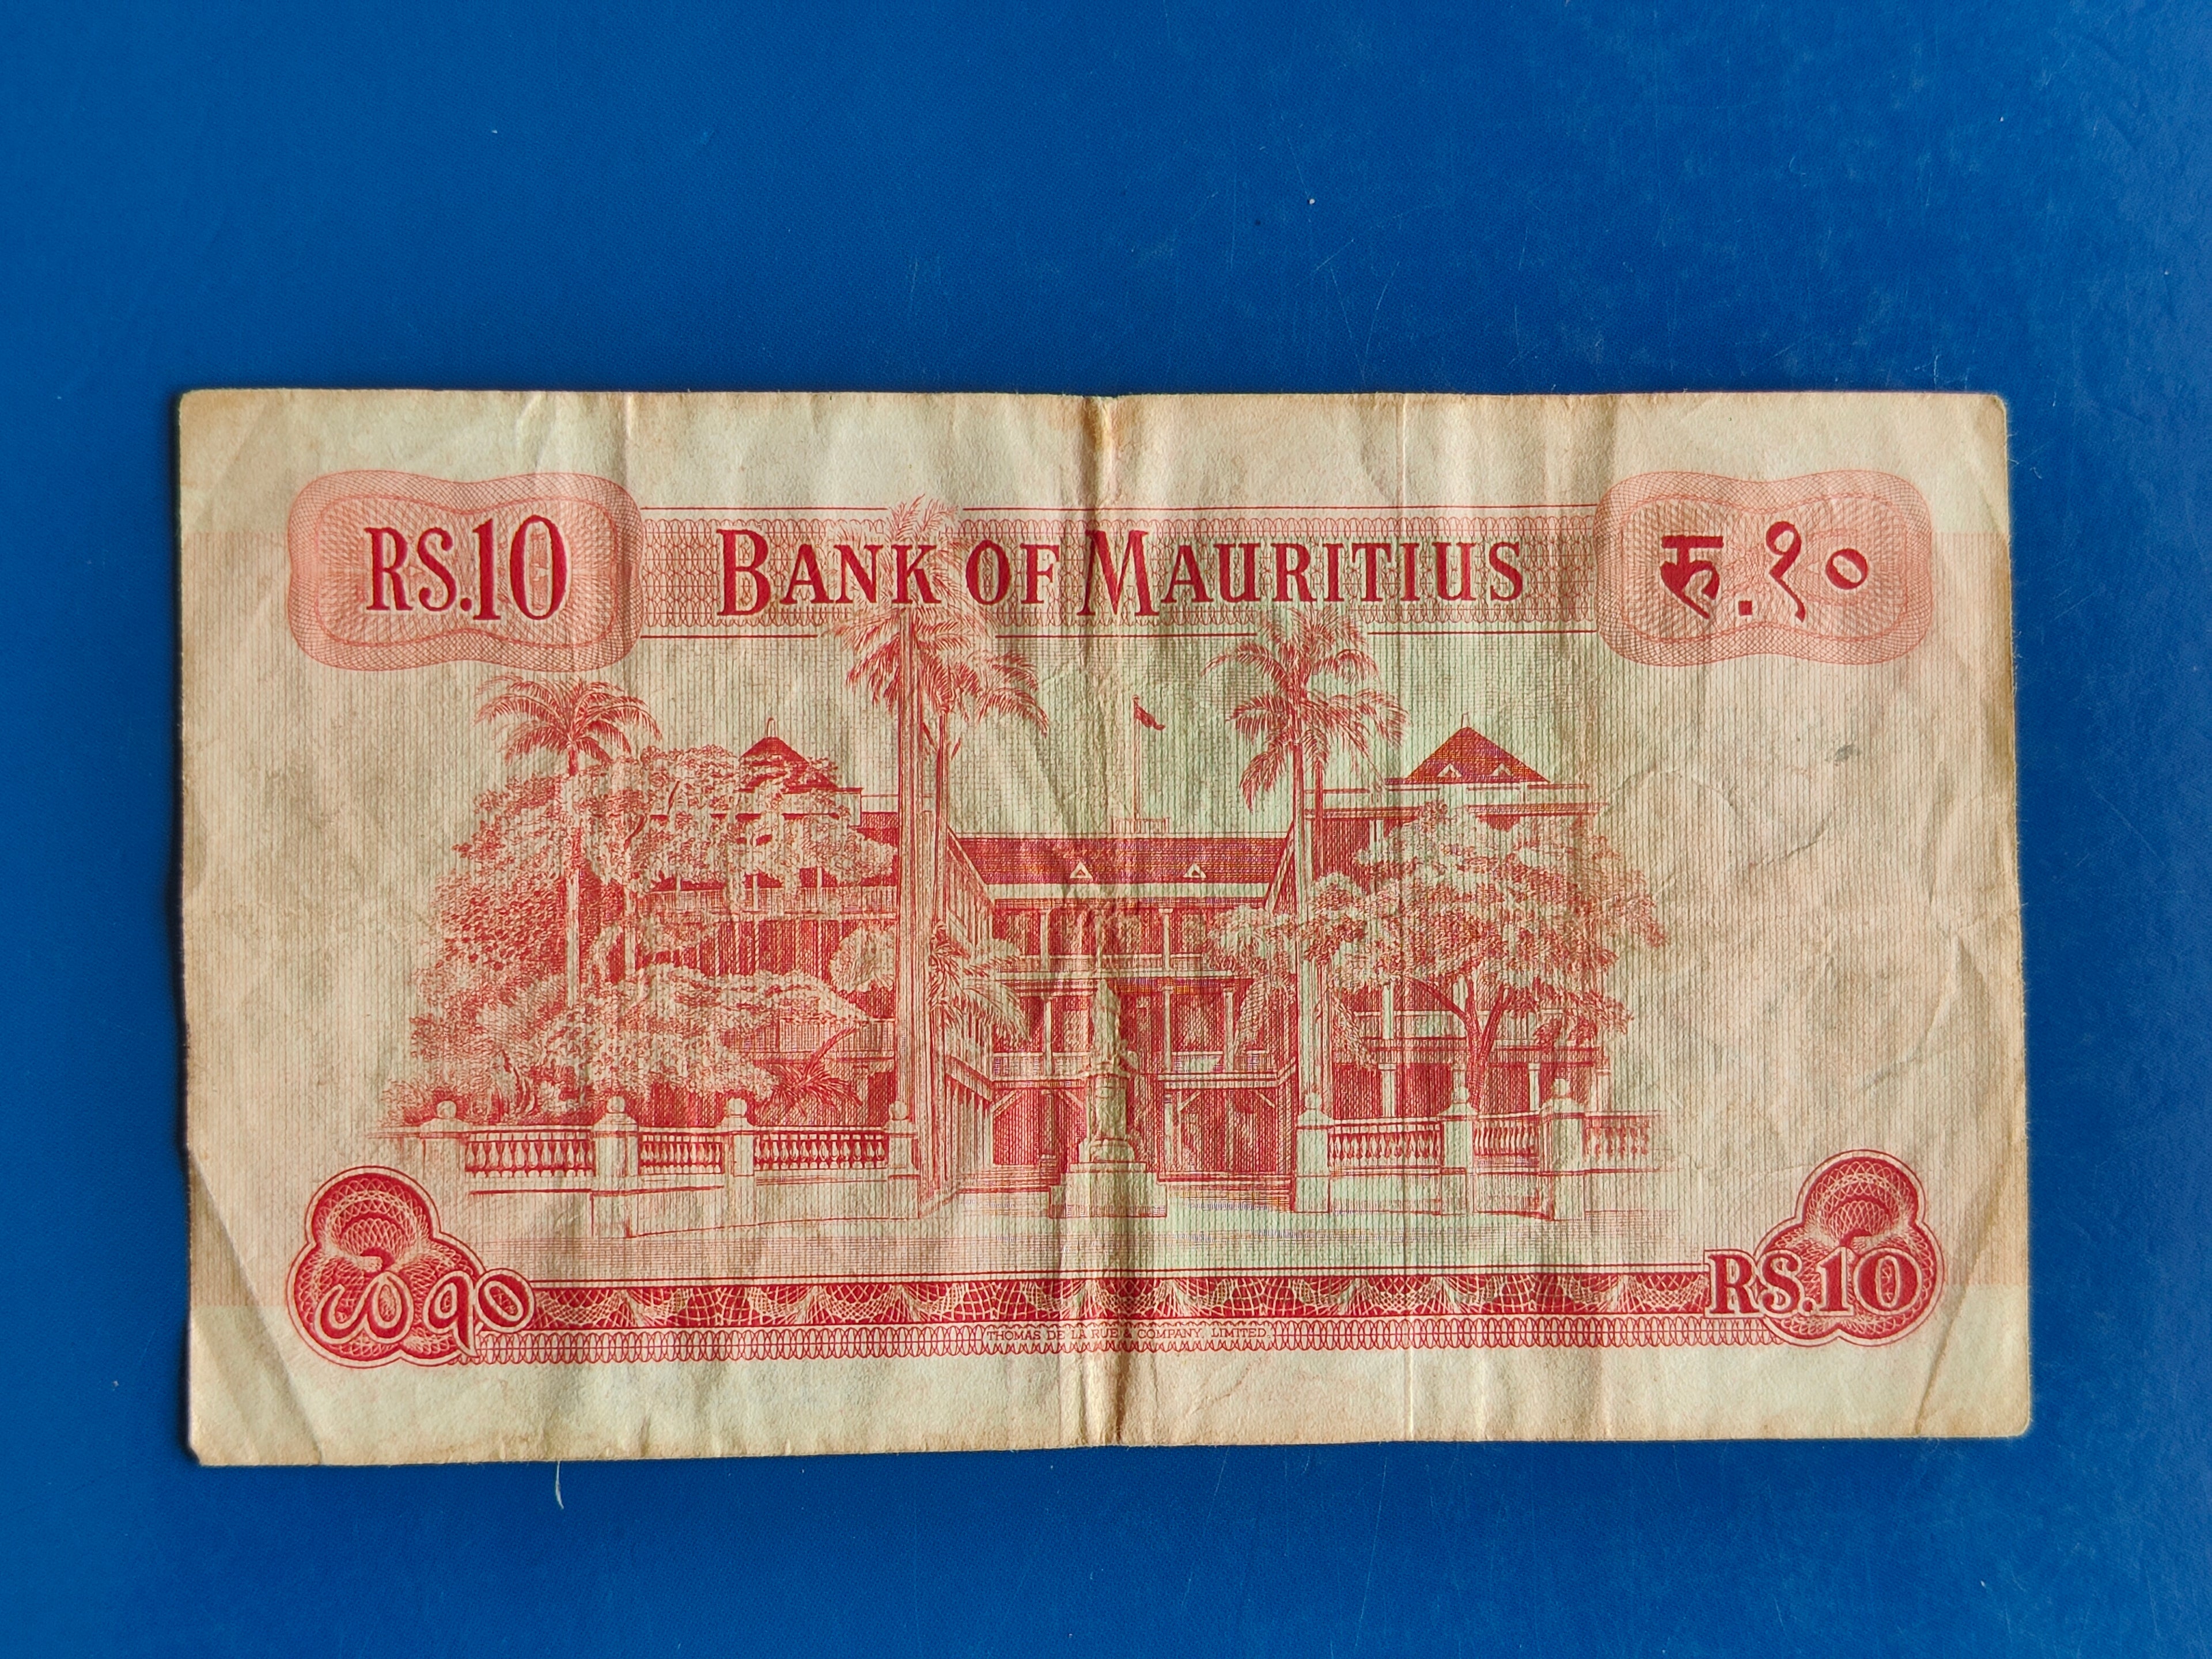 RS.10
BANK OF MAURITIUS
रु.१०
RS.10
THOMAS DE LA RUE & COMPANY, LIMITED